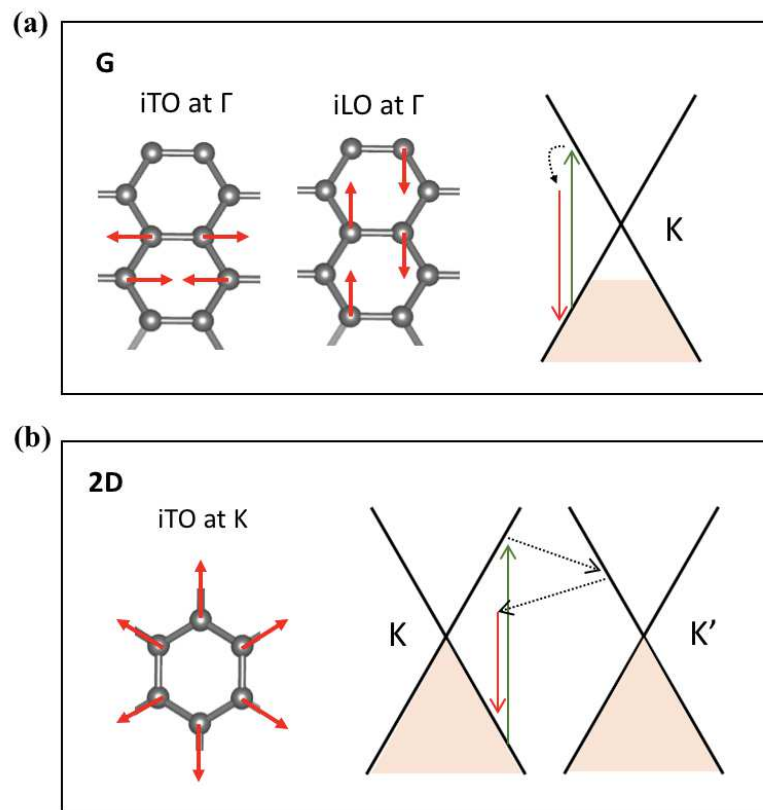 (a)
G
iTO at Γ
iLO at Γ
K
(b)
2D
iTO at K
K
K’